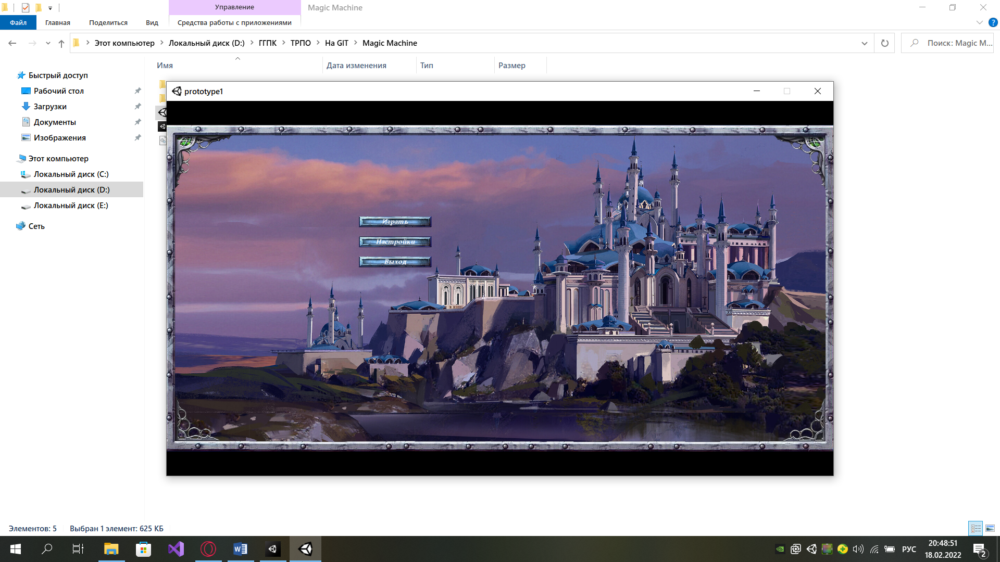 Управление
Magic Machine
Файл
Главная
Поделиться
Вид
Средства работы с приложениями
Этот компьютер
Локальный диск (D:)
ГГПК
ТРПО
На GIT
Magic Machine
Поиск: Magic M...
Имя
Дата изменения
Тип
Размер
Быстрый доступ
Рабочий стол
Загрузки
Документы
Изображения
Этот компьютер
Локальный диск (C:)
Локальный диск (D:)
Локальный диск (E:)
Сеть
prototype1
Играть
Настройки
Выход
Элементов: 5
Выбран 1 элемент: 625 КБ
РУС
20:48:51
18.02.2022
2